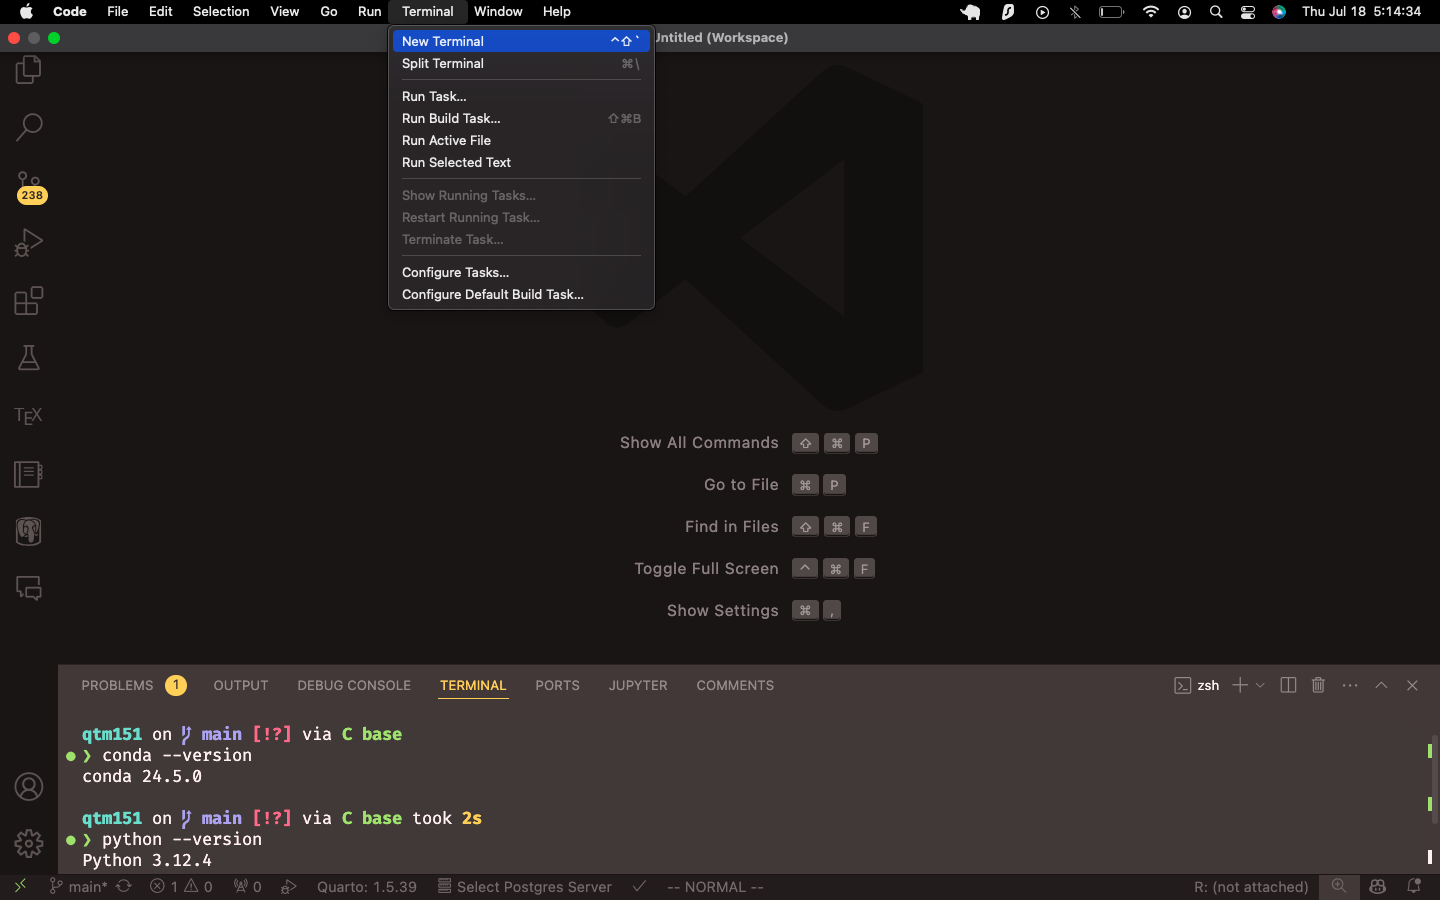 Code File Edit Selection View Go Run Terminal Window Help Thu Jul 18 5:14:34
Untitled (Workspace)
New Terminal ^⇧`
Split Terminal ⌘\
Run Task...
Run Build Task... ⇧⌘B
Run Active File
Run Selected Text
Show Running Tasks...
Restart Running Task...
Terminate Task...
Configure Tasks...
Configure Default Build Task...
238
TEX
Show All Commands ⇧ ⌘ P
Go to File ⌘ P
Find in Files ⇧ ⌘ F
Toggle Full Screen ^ ⌘ F
Show Settings ⌘ ,
PROBLEMS 1 OUTPUT DEBUG CONSOLE TERMINAL PORTS JUPYTER COMMENTS zsh
qtm151 on main [!?] via C base
❯ conda --version
conda 24.5.0
qtm151 on main [!?] via C base took 2s
❯ python --version
Python 3.12.4
main* 1 0 0 Quarto: 1.5.39 Select Postgres Server -- NORMAL -- R: (not attached)